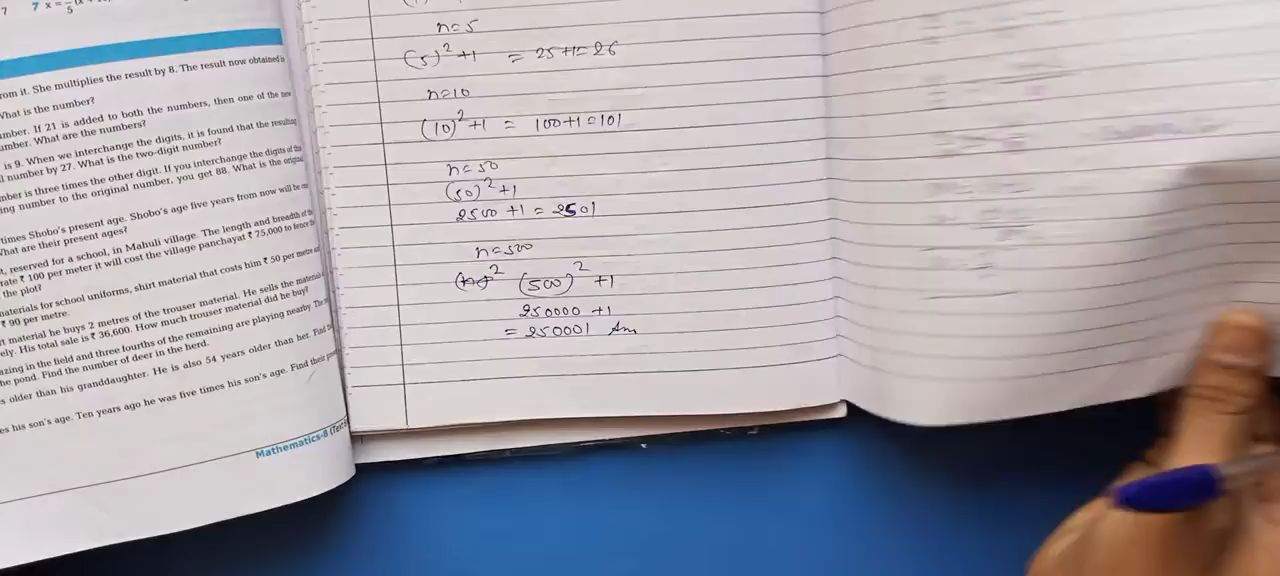 7 7 x =
rom it. She multiplies the result by 8. The result now obtained is
What is the number?
mber. If 21 is added to both the numbers, then one of the new
umber. What are the numbers?
is 9. When we interchange the digits, it is found that the resulting
l number by 27. What is the two-digit number?
mber is three times the other digit. If you interchange the digits of the
ing number to the original number, you get 88. What is the original
times Shobo's present age. Shobo's age five years from now will be one
What are their present ages?
t, reserved for a school, in Mahuli village. The length and breadth of the
rate ₹ 100 per meter it will cost the village panchayat ₹ 75,000 to fence the
the plot?
materials for school uniforms, shirt material that costs him ₹ 50 per metre and
₹ 90 per metre.
t material he buys 2 metres of the trouser material. He sells the materials
ely. His total sale is ₹ 36,600. How much trouser material did he buy?
azing in the field and three fourths of the remaining are playing nearby. The
he pond. Find the number of deer in the herd.
s older than his granddaughter. He is also 54 years older than her. Find
es his son's age. Ten years ago he was five times his son's age. Find their
Mathematics-8
n=5
(5)²+1 = 25+1=26
n=10
(10)²+1 = 100+1=101
n=50
(50)²+1
2500 +1 = 2501
n=500
(500)² +1
250000 +1
= 250001 Ans